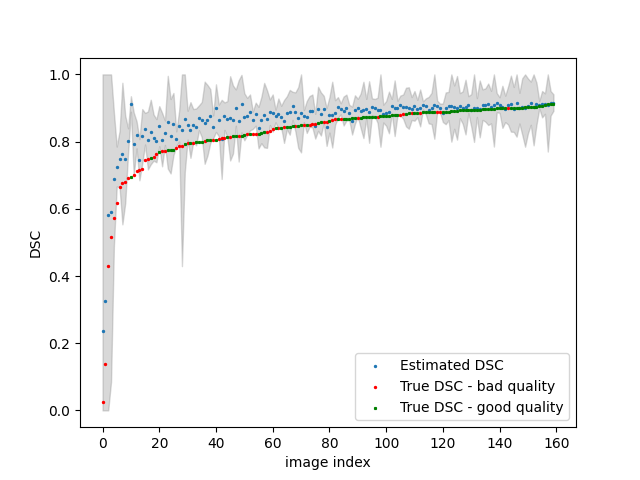 1.0
0.8
0.6
0.4
0.2
0.0
DSC
0 20 40 60 80 100 120 140 160
image index
Estimated DSC
True DSC - bad quality
True DSC - good quality